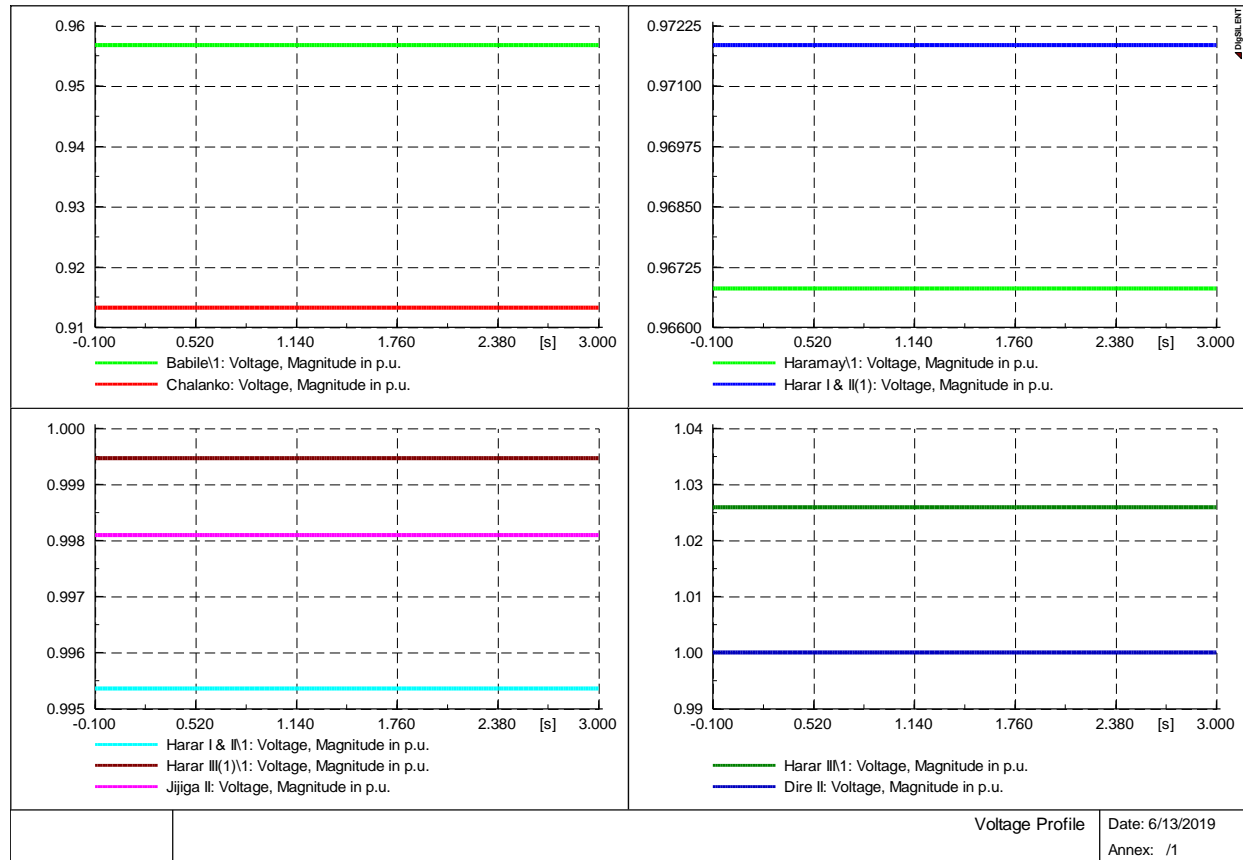 0.96
0.95
0.94
0.93
0.92
0.91
-0.100 0.520 1.140 1.760 2.380 [s] 3.000
Babile\1: Voltage, Magnitude in p.u.
Chalanko: Voltage, Magnitude in p.u.
0.97225
0.97100
0.96975
0.96850
0.96725
0.96600
-0.100 0.520 1.140 1.760 2.380 [s] 3.000
Haramay\1: Voltage, Magnitude in p.u.
Harar I & II(1): Voltage, Magnitude in p.u.
DIgSILENT
1.000
0.999
0.998
0.997
0.996
0.995
-0.100 0.520 1.140 1.760 2.380 [s] 3.000
Harar I & II\1: Voltage, Magnitude in p.u.
Harar III(1)\1: Voltage, Magnitude in p.u.
Jijiga II: Voltage, Magnitude in p.u.
1.04
1.03
1.02
1.01
1.00
0.99
-0.100 0.520 1.140 1.760 2.380 [s] 3.000
Harar III\1: Voltage, Magnitude in p.u.
Dire II: Voltage, Magnitude in p.u.
Voltage Profile
Date: 6/13/2019
Annex: /1